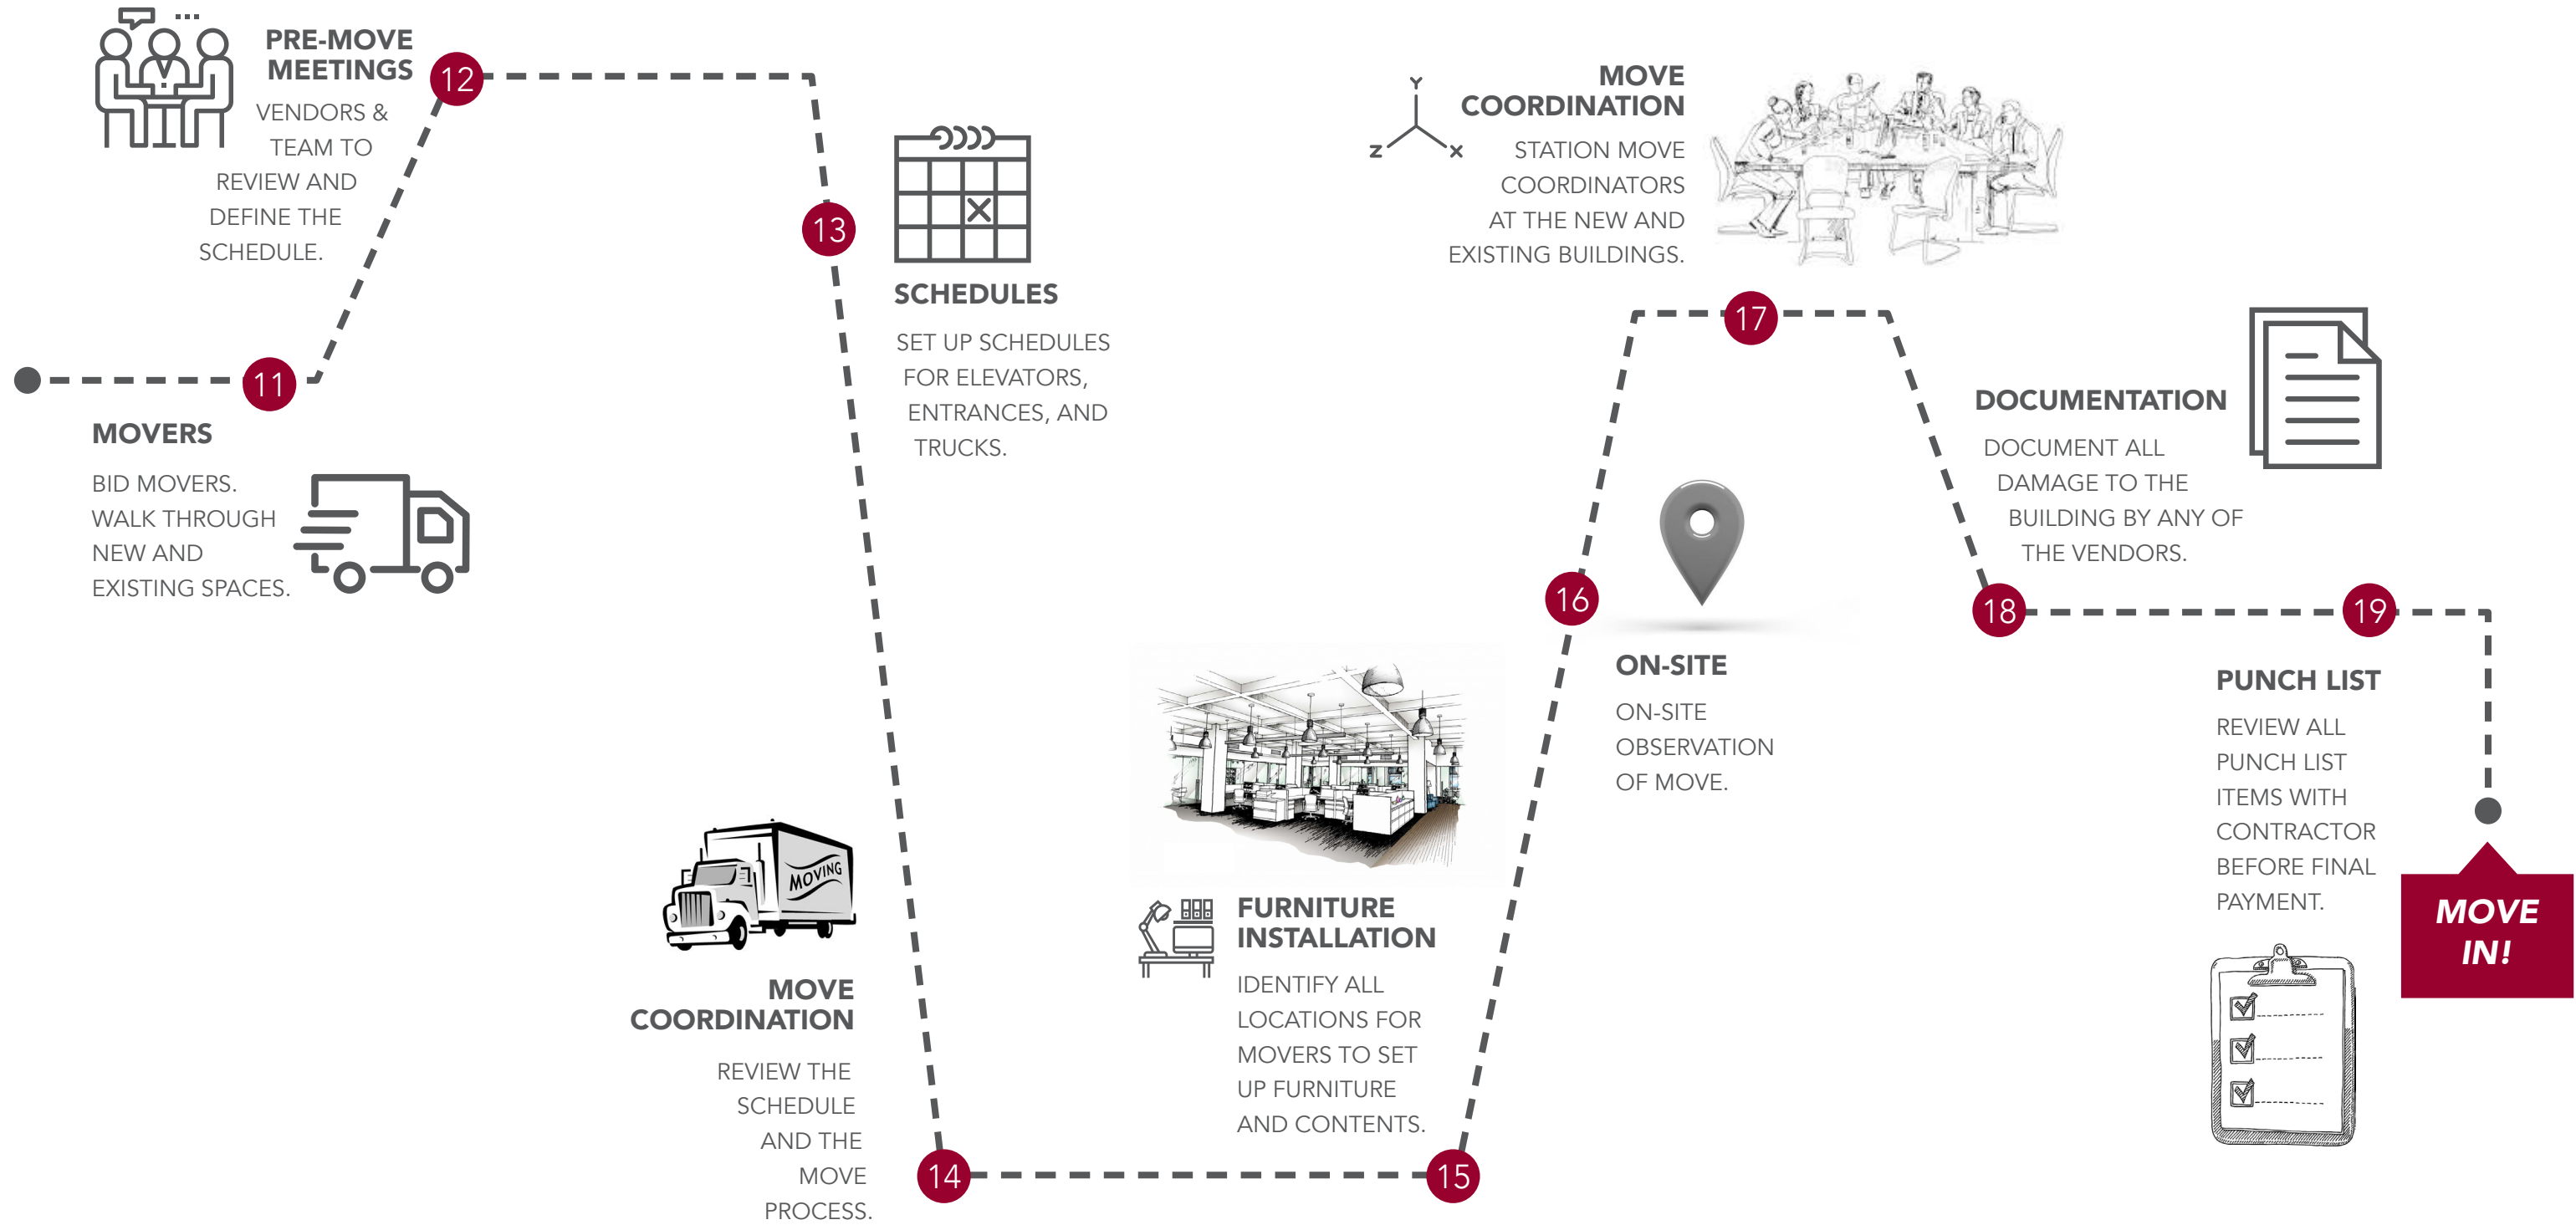 11
MOVERS
BID MOVERS.
WALK THROUGH
NEW AND
EXISTING SPACES.
PRE-MOVE
MEETINGS
12
VENDORS &
TEAM TO
REVIEW AND
DEFINE THE
SCHEDULE.
13
SCHEDULES
SET UP SCHEDULES
FOR ELEVATORS,
ENTRANCES, AND
TRUCKS.
MOVING
MOVE
COORDINATION
REVIEW THE
SCHEDULE
AND THE
MOVE
PROCESS.
14
FURNITURE
INSTALLATION
IDENTIFY ALL
LOCATIONS FOR
MOVERS TO SET
UP FURNITURE
AND CONTENTS.
15
16
ON-SITE
ON-SITE
OBSERVATION
OF MOVE.
Y
Z
X
MOVE
COORDINATION
STATION MOVE
COORDINATORS
AT THE NEW AND
EXISTING BUILDINGS.
17
DOCUMENTATION
DOCUMENT ALL
DAMAGE TO THE
BUILDING BY ANY OF
THE VENDORS.
18
19
PUNCH LIST
REVIEW ALL
PUNCH LIST
ITEMS WITH
CONTRACTOR
BEFORE FINAL
PAYMENT.
MOVE
IN!